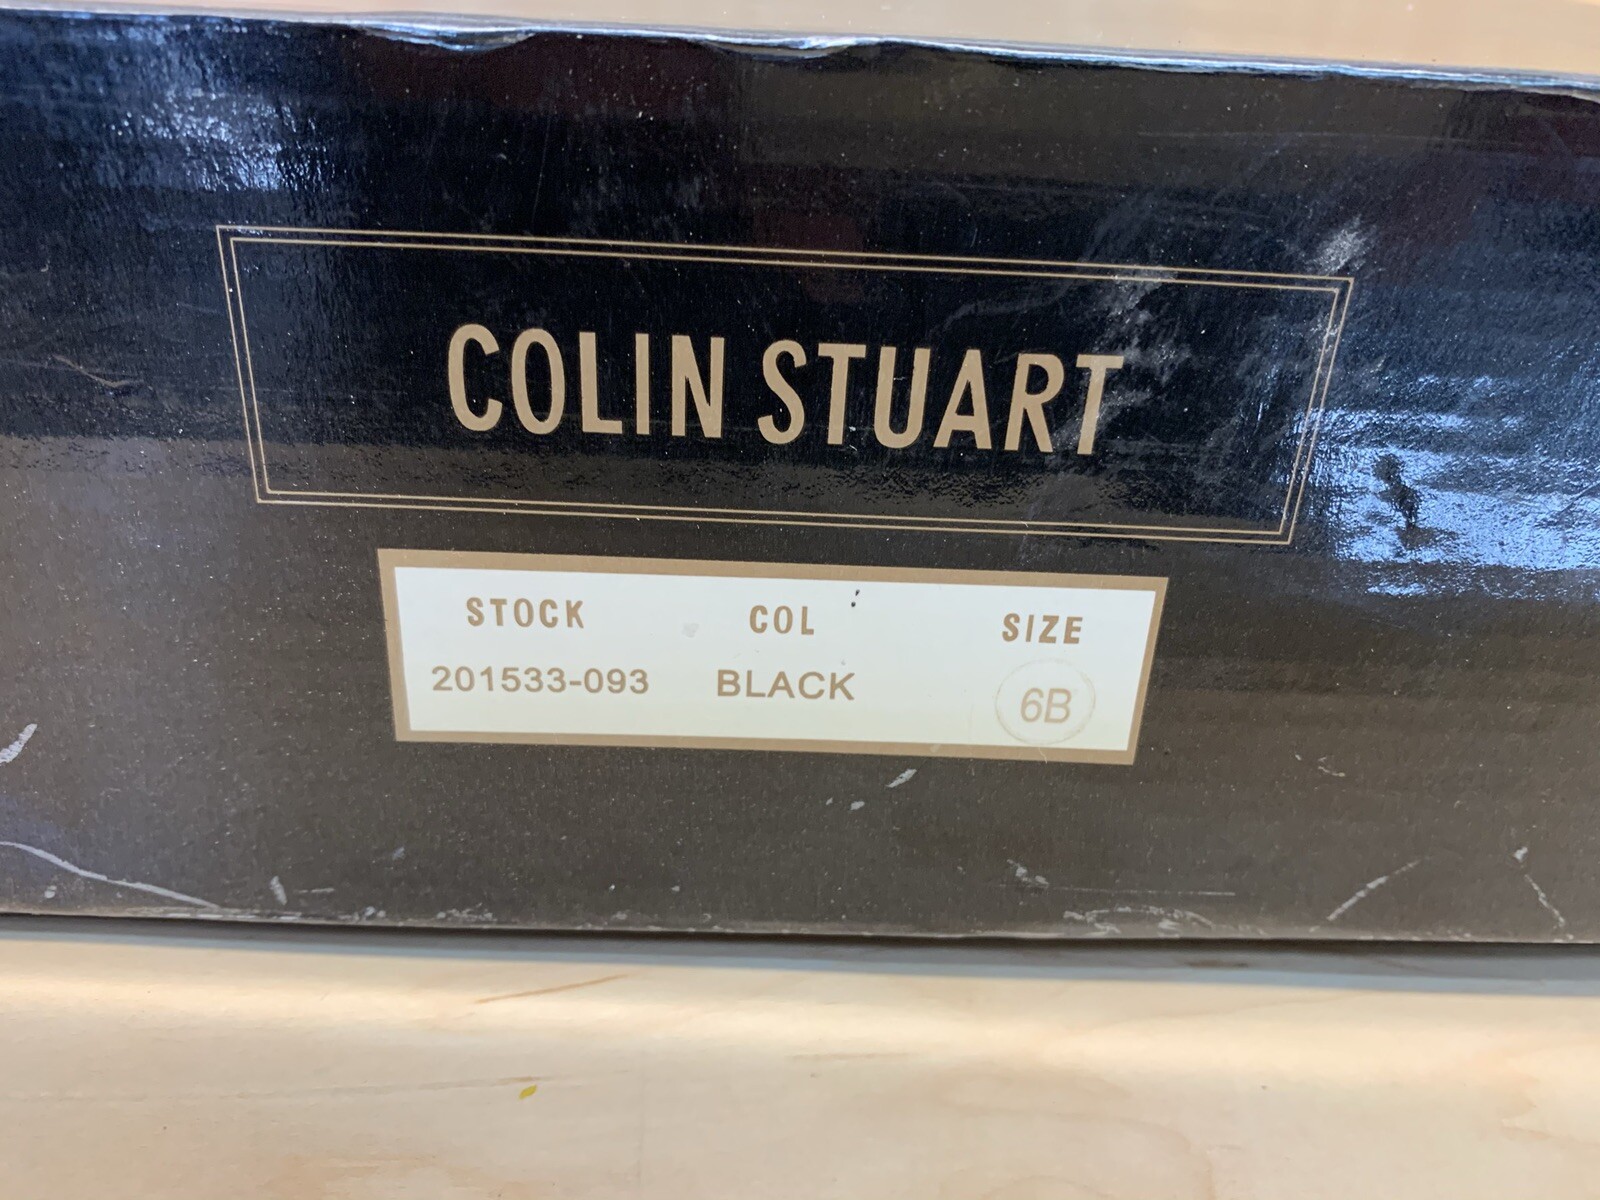 COLIN STUART
STOCK COL SIZE
201533-093 BLACK 6B